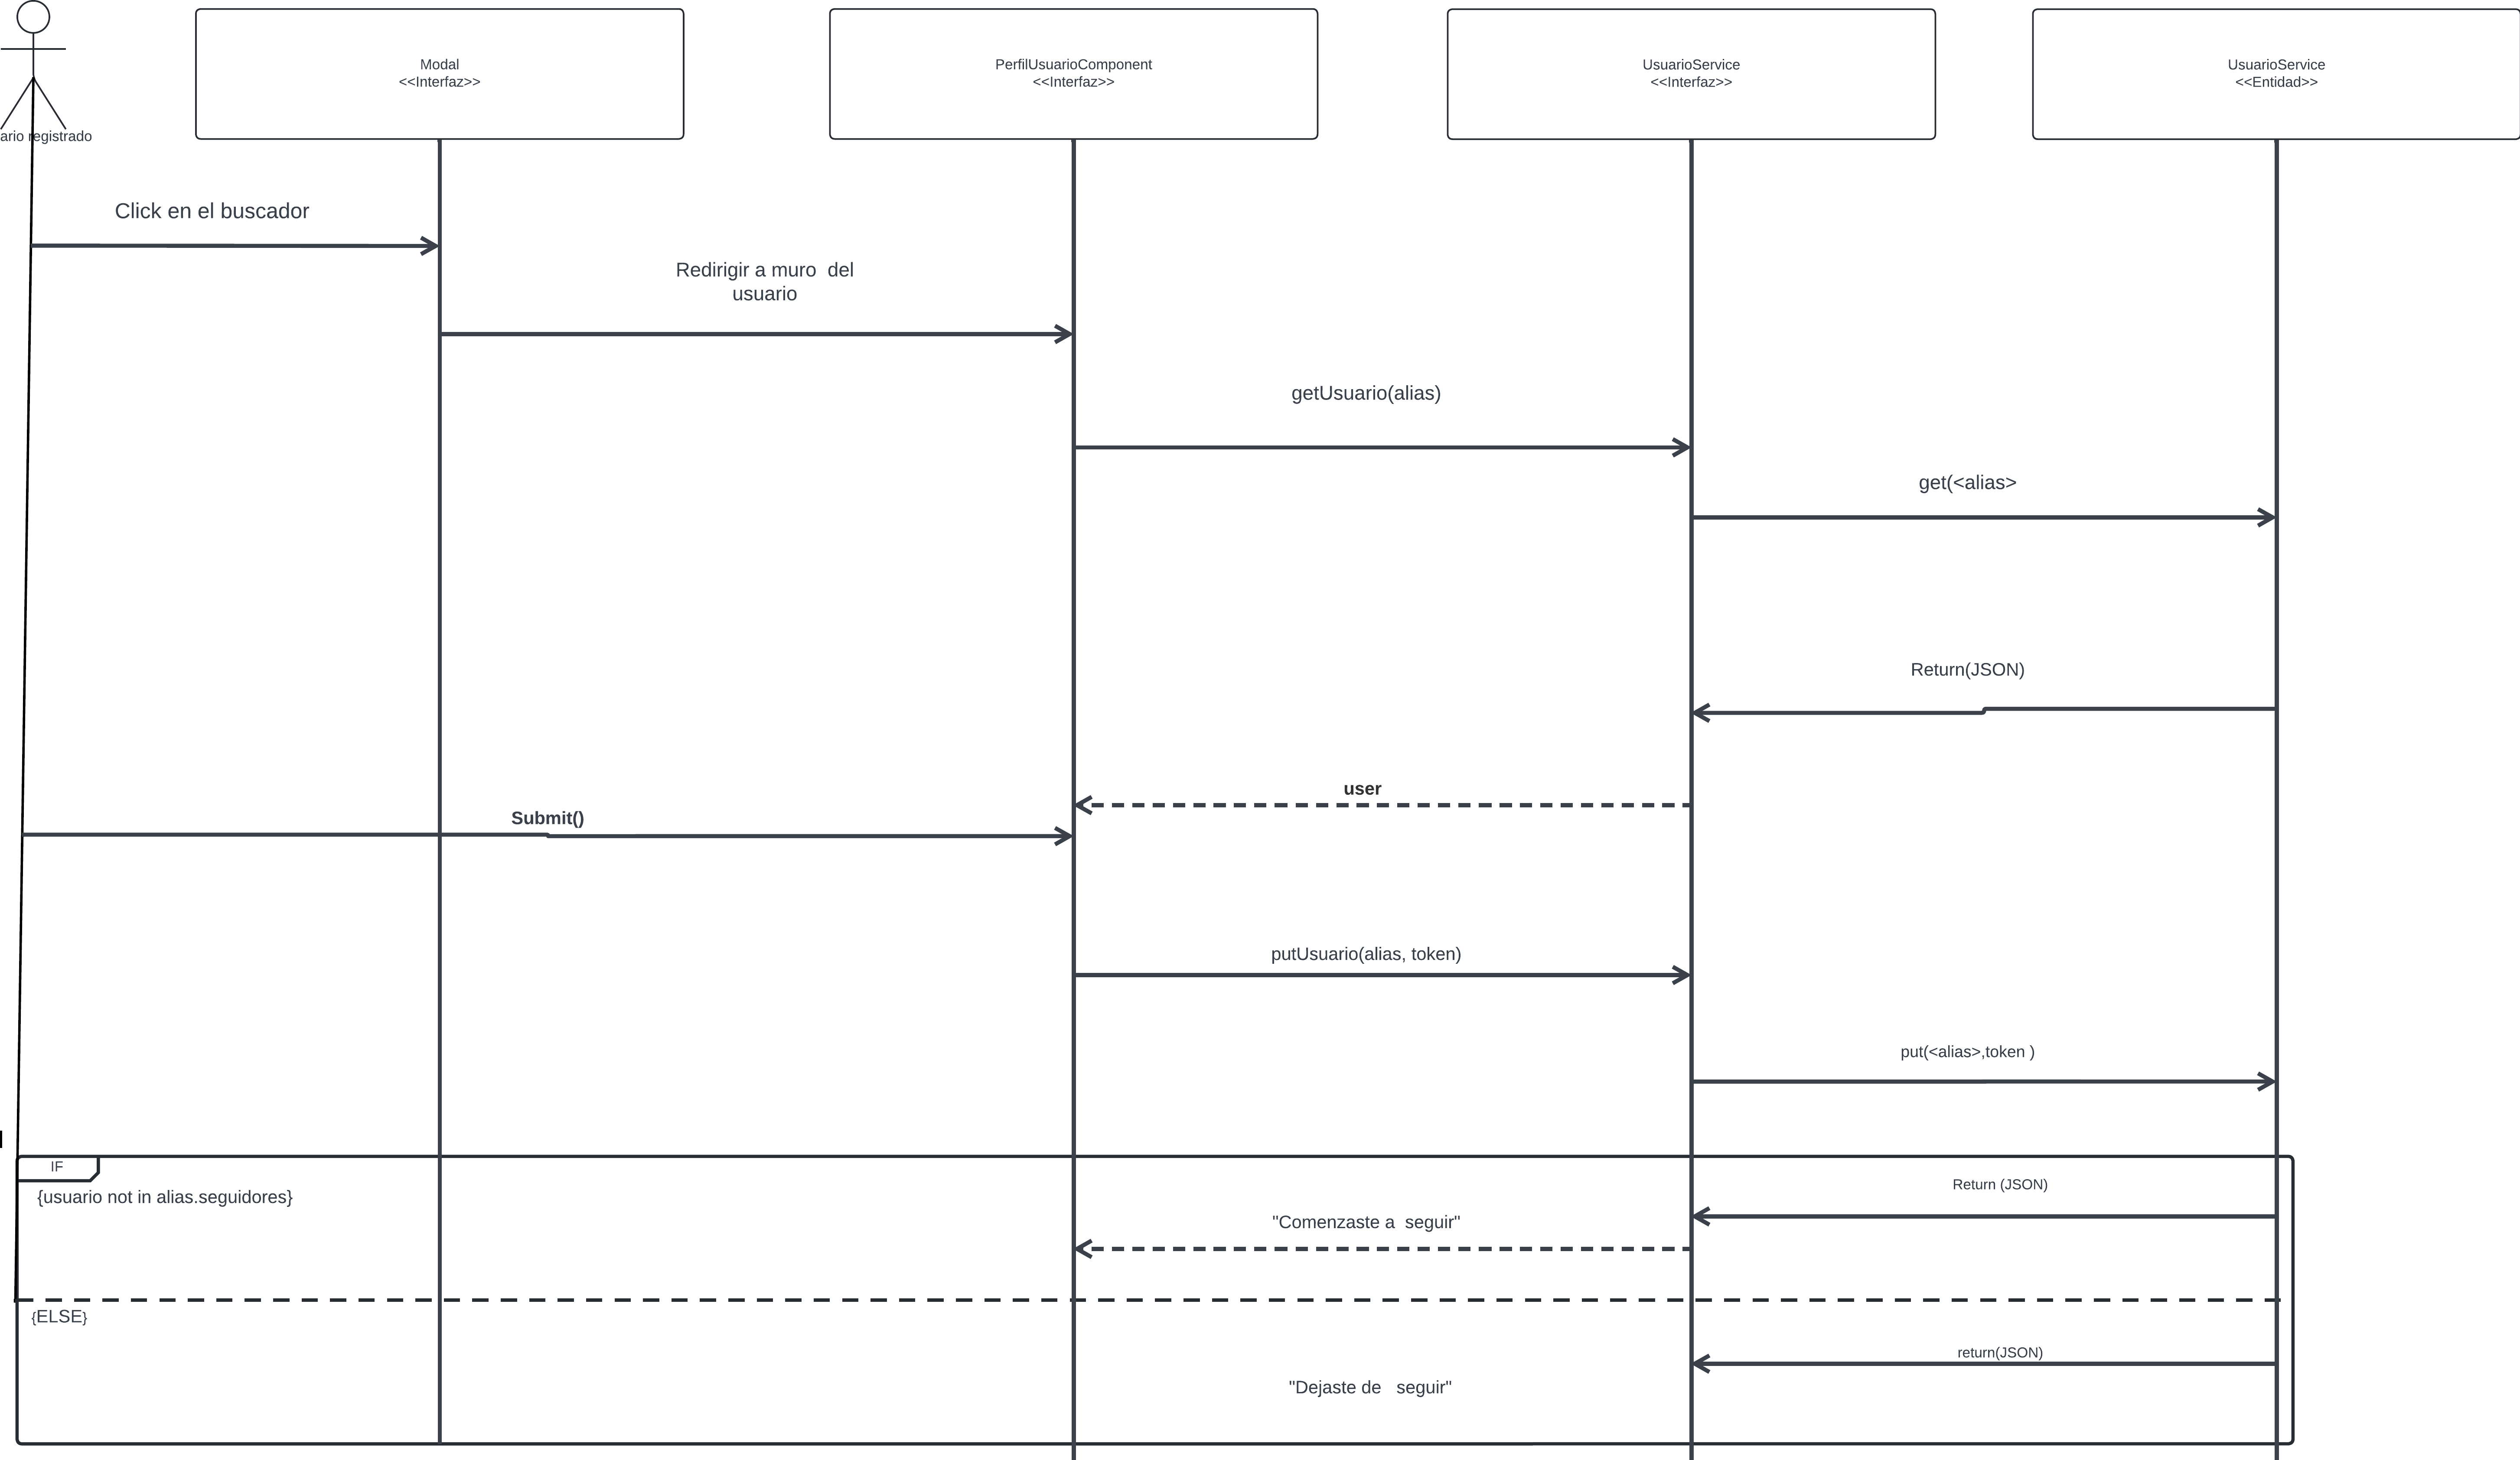 Modal
<<Interfaz>>
PerfilUsuarioComponent
<<Interfaz>>
UsuarioService
<<Interfaz>>
UsuarioService
<<Entidad>>
ario registrado
Click en el buscador
Redirigir a muro  del
usuario
getUsuario(alias)
get(<alias>
Return(JSON)
user
Submit()
putUsuario(alias, token)
put(<alias>,token )
IF
{usuario not in alias.seguidores}
Return (JSON)
"Comenzaste a  seguir"
{ELSE}
return(JSON)
"Dejaste de   seguir"